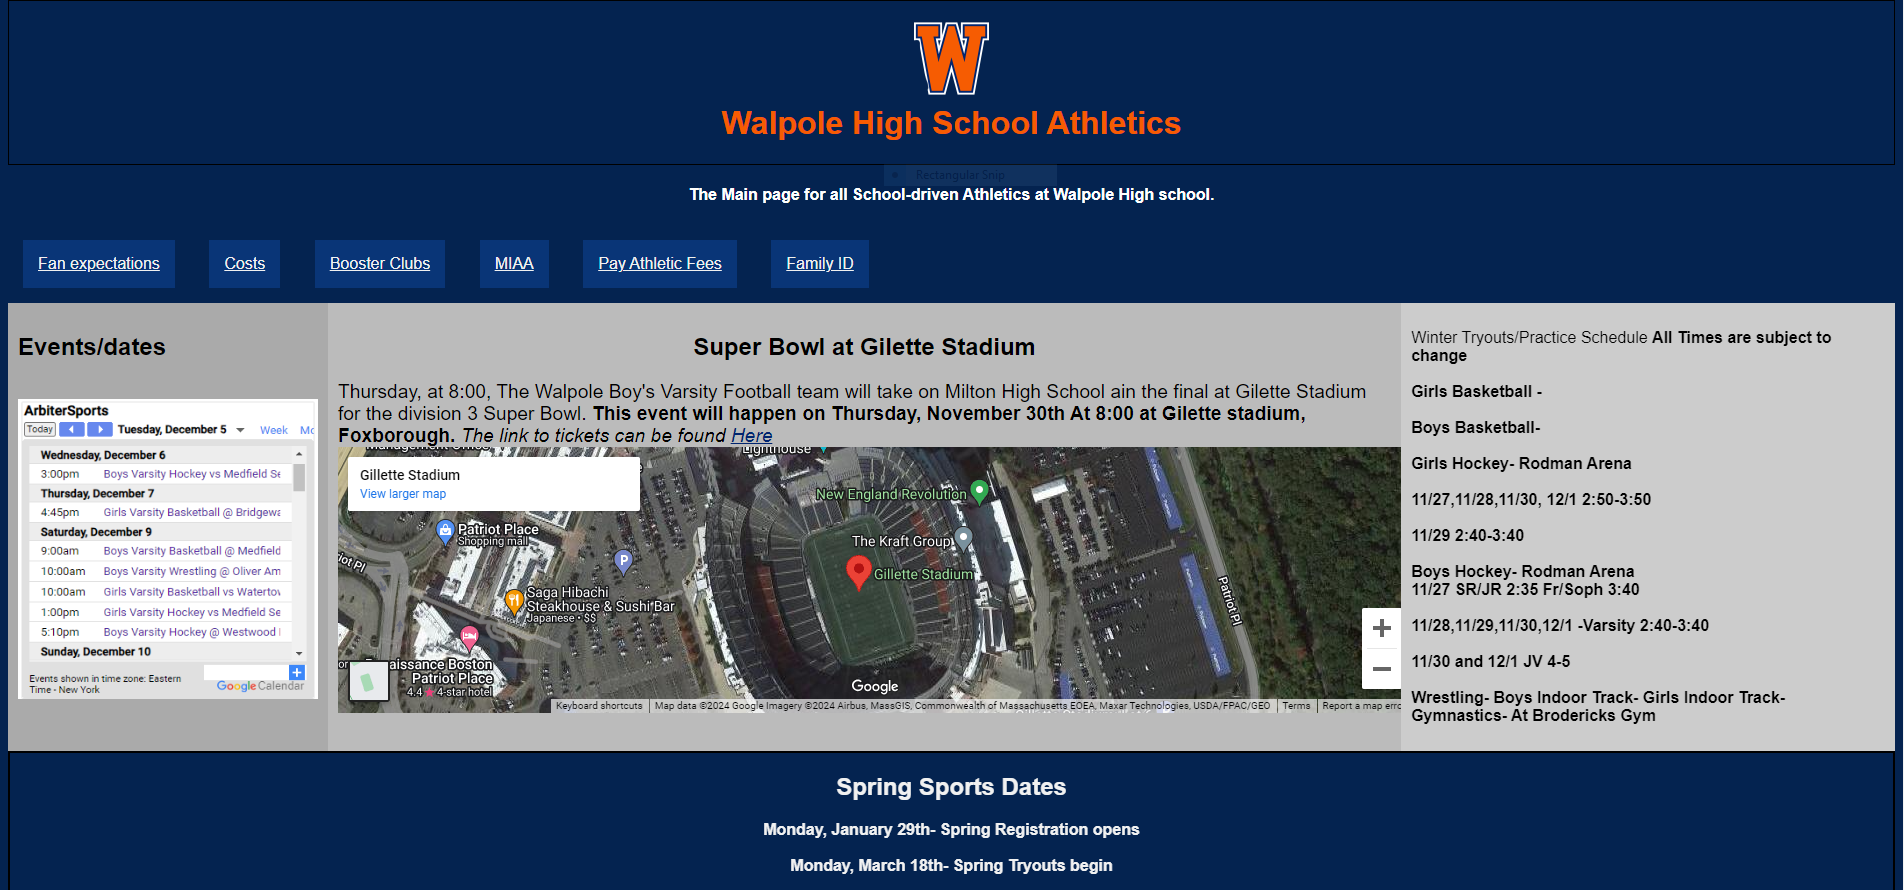 W
Walpole High School Athletics
Rectangular Snip
The Main page for all School-driven Athletics at Walpole High school.
Fan expectations
Costs
Booster Clubs
MIAA
Pay Athletic Fees
Family ID
Events/dates
ArbiterSports
Today
Tuesday, December 5
Week
Mo
Wednesday, December 6
3:00pm Boys Varsity Hockey vs Medfield Se
Thursday, December 7
4:45pm Girls Varsity Basketball @ Bridgewa
Saturday, December 9
9:00am Boys Varsity Basketball @ Medfield
10:00am Boys Varsity Wrestling @ Oliver Am
10:00am Girls Varsity Basketball vs Watertow
1:00pm Girls Varsity Hockey vs Medfield Se
5:10pm Boys Varsity Hockey @ Westwood
Sunday, December 10
Events shown in time zone: Eastern
Time - New York
Google Calendar
Super Bowl at Gilette Stadium
Thursday, at 8:00, The Walpole Boy's Varsity Football team will take on Milton High School ain the final at Gilette Stadium
for the division 3 Super Bowl. This event will happen on Thursday, November 30th At 8:00 at Gilette stadium,
Foxborough. The link to tickets can be found Here
Lighthouse
Gillette Stadium
View larger map
New England Revolution
Patriot Place
Shopping mall
The Kraft Group
P
Gillette Stadium
Saga Hibachi
Steakhouse & Sushi Bar
Japanese • $$
Patriot Pl
Renaissance Boston
Patriot Place
4.4 ★ 4-star hotel
Google
Keyboard shortcuts
Map data ©2024 Google Imagery ©2024 Airbus, MassGIS, Commonwealth of Massachusetts EOEA, Maxar Technologies, USDA/FPAC/GEO
Terms
Report a map erro
Winter Tryouts/Practice Schedule All Times are subject to
change
Girls Basketball -
Boys Basketball-
Girls Hockey- Rodman Arena
11/27,11/28,11/30, 12/1 2:50-3:50
11/29 2:40-3:40
Boys Hockey- Rodman Arena
11/27 SR/JR 2:35 Fr/Soph 3:40
11/28,11/29,11/30,12/1 -Varsity 2:40-3:40
11/30 and 12/1 JV 4-5
Wrestling- Boys Indoor Track- Girls Indoor Track-
Gymnastics- At Brodericks Gym
Spring Sports Dates
Monday, January 29th- Spring Registration opens
Monday, March 18th- Spring Tryouts begin